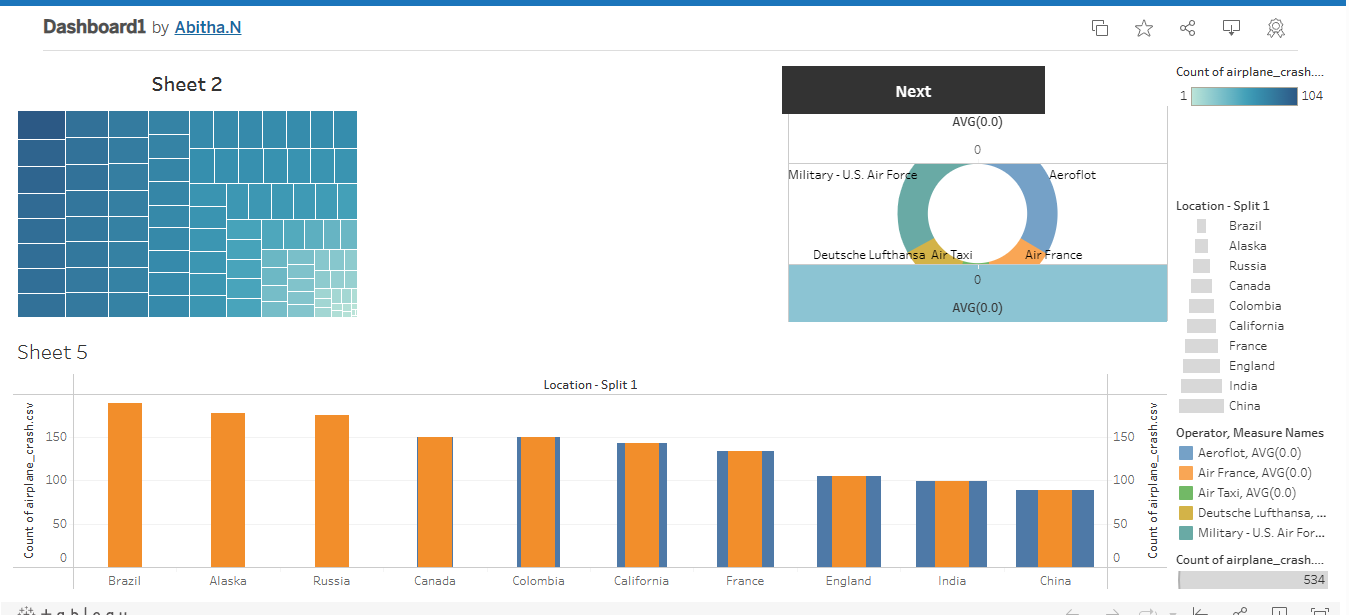 Dashboard1 by Abitha.N
Sheet 2
Next
AVG(0.0)
0
Military - U.S. Air Force
Aeroflot
Deutsche Lufthansa
Air Taxi
Air France
0
AVG(0.0)
Count of airplane_crash....
1
104
Location - Split 1
Brazil
Alaska
Russia
Canada
Colombia
California
France
England
India
China
Operator, Measure Names
Aeroflot, AVG(0.0)
Air France, AVG(0.0)
Air Taxi, AVG(0.0)
Deutsche Lufthansa, ...
Military - U.S. Air For...
Count of airplane_crash....
534
Sheet 5
Location - Split 1
Count of airplane_crash.csv
150
100
50
0
150
100
50
0
Count of airplane_crash.csv
Brazil
Alaska
Russia
Canada
Colombia
California
France
England
India
China
tableau